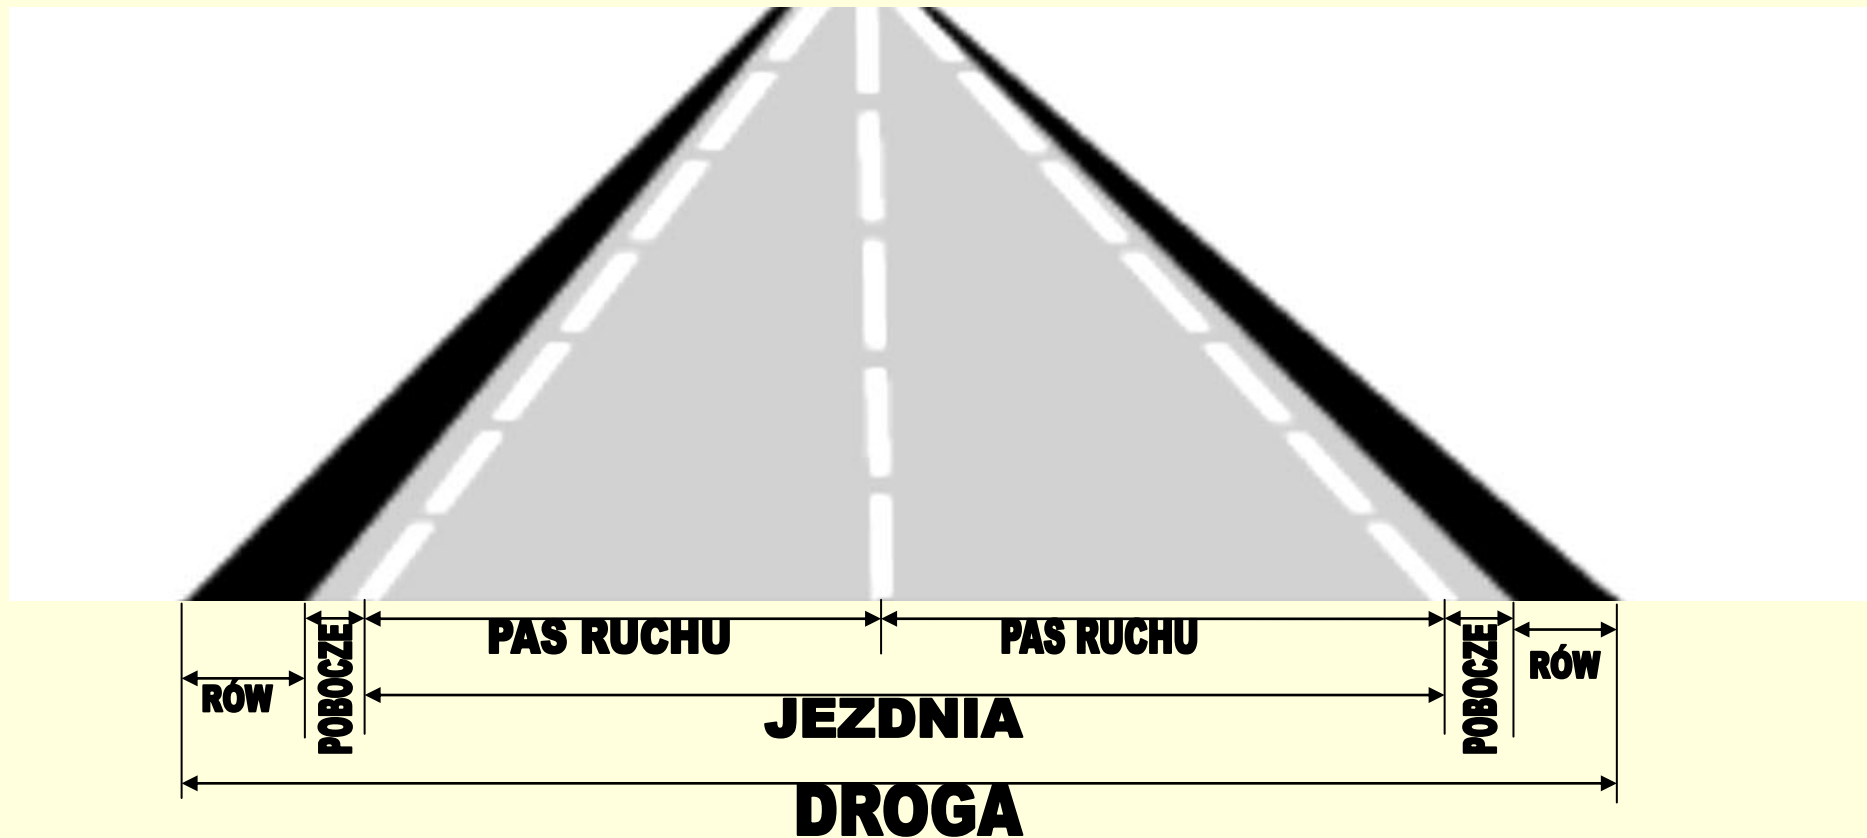 PAS RUCHU
PAS RUCHU
RÓW
POBOCZE
POBOCZE
RÓW
JEZDNIA
DROGA